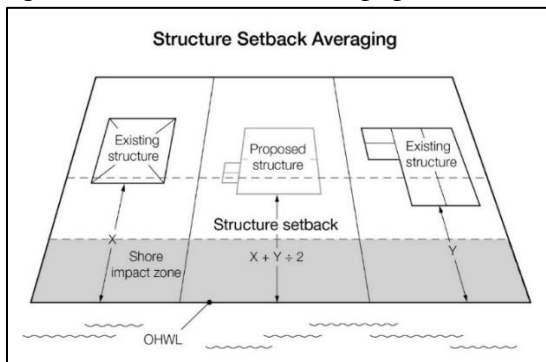 Structure Setback Averaging
Existing
structure
Proposed
structure
Existing
structure
Structure setback
X
Shore
impact zone
X + Y ÷ 2
Y
OHWL